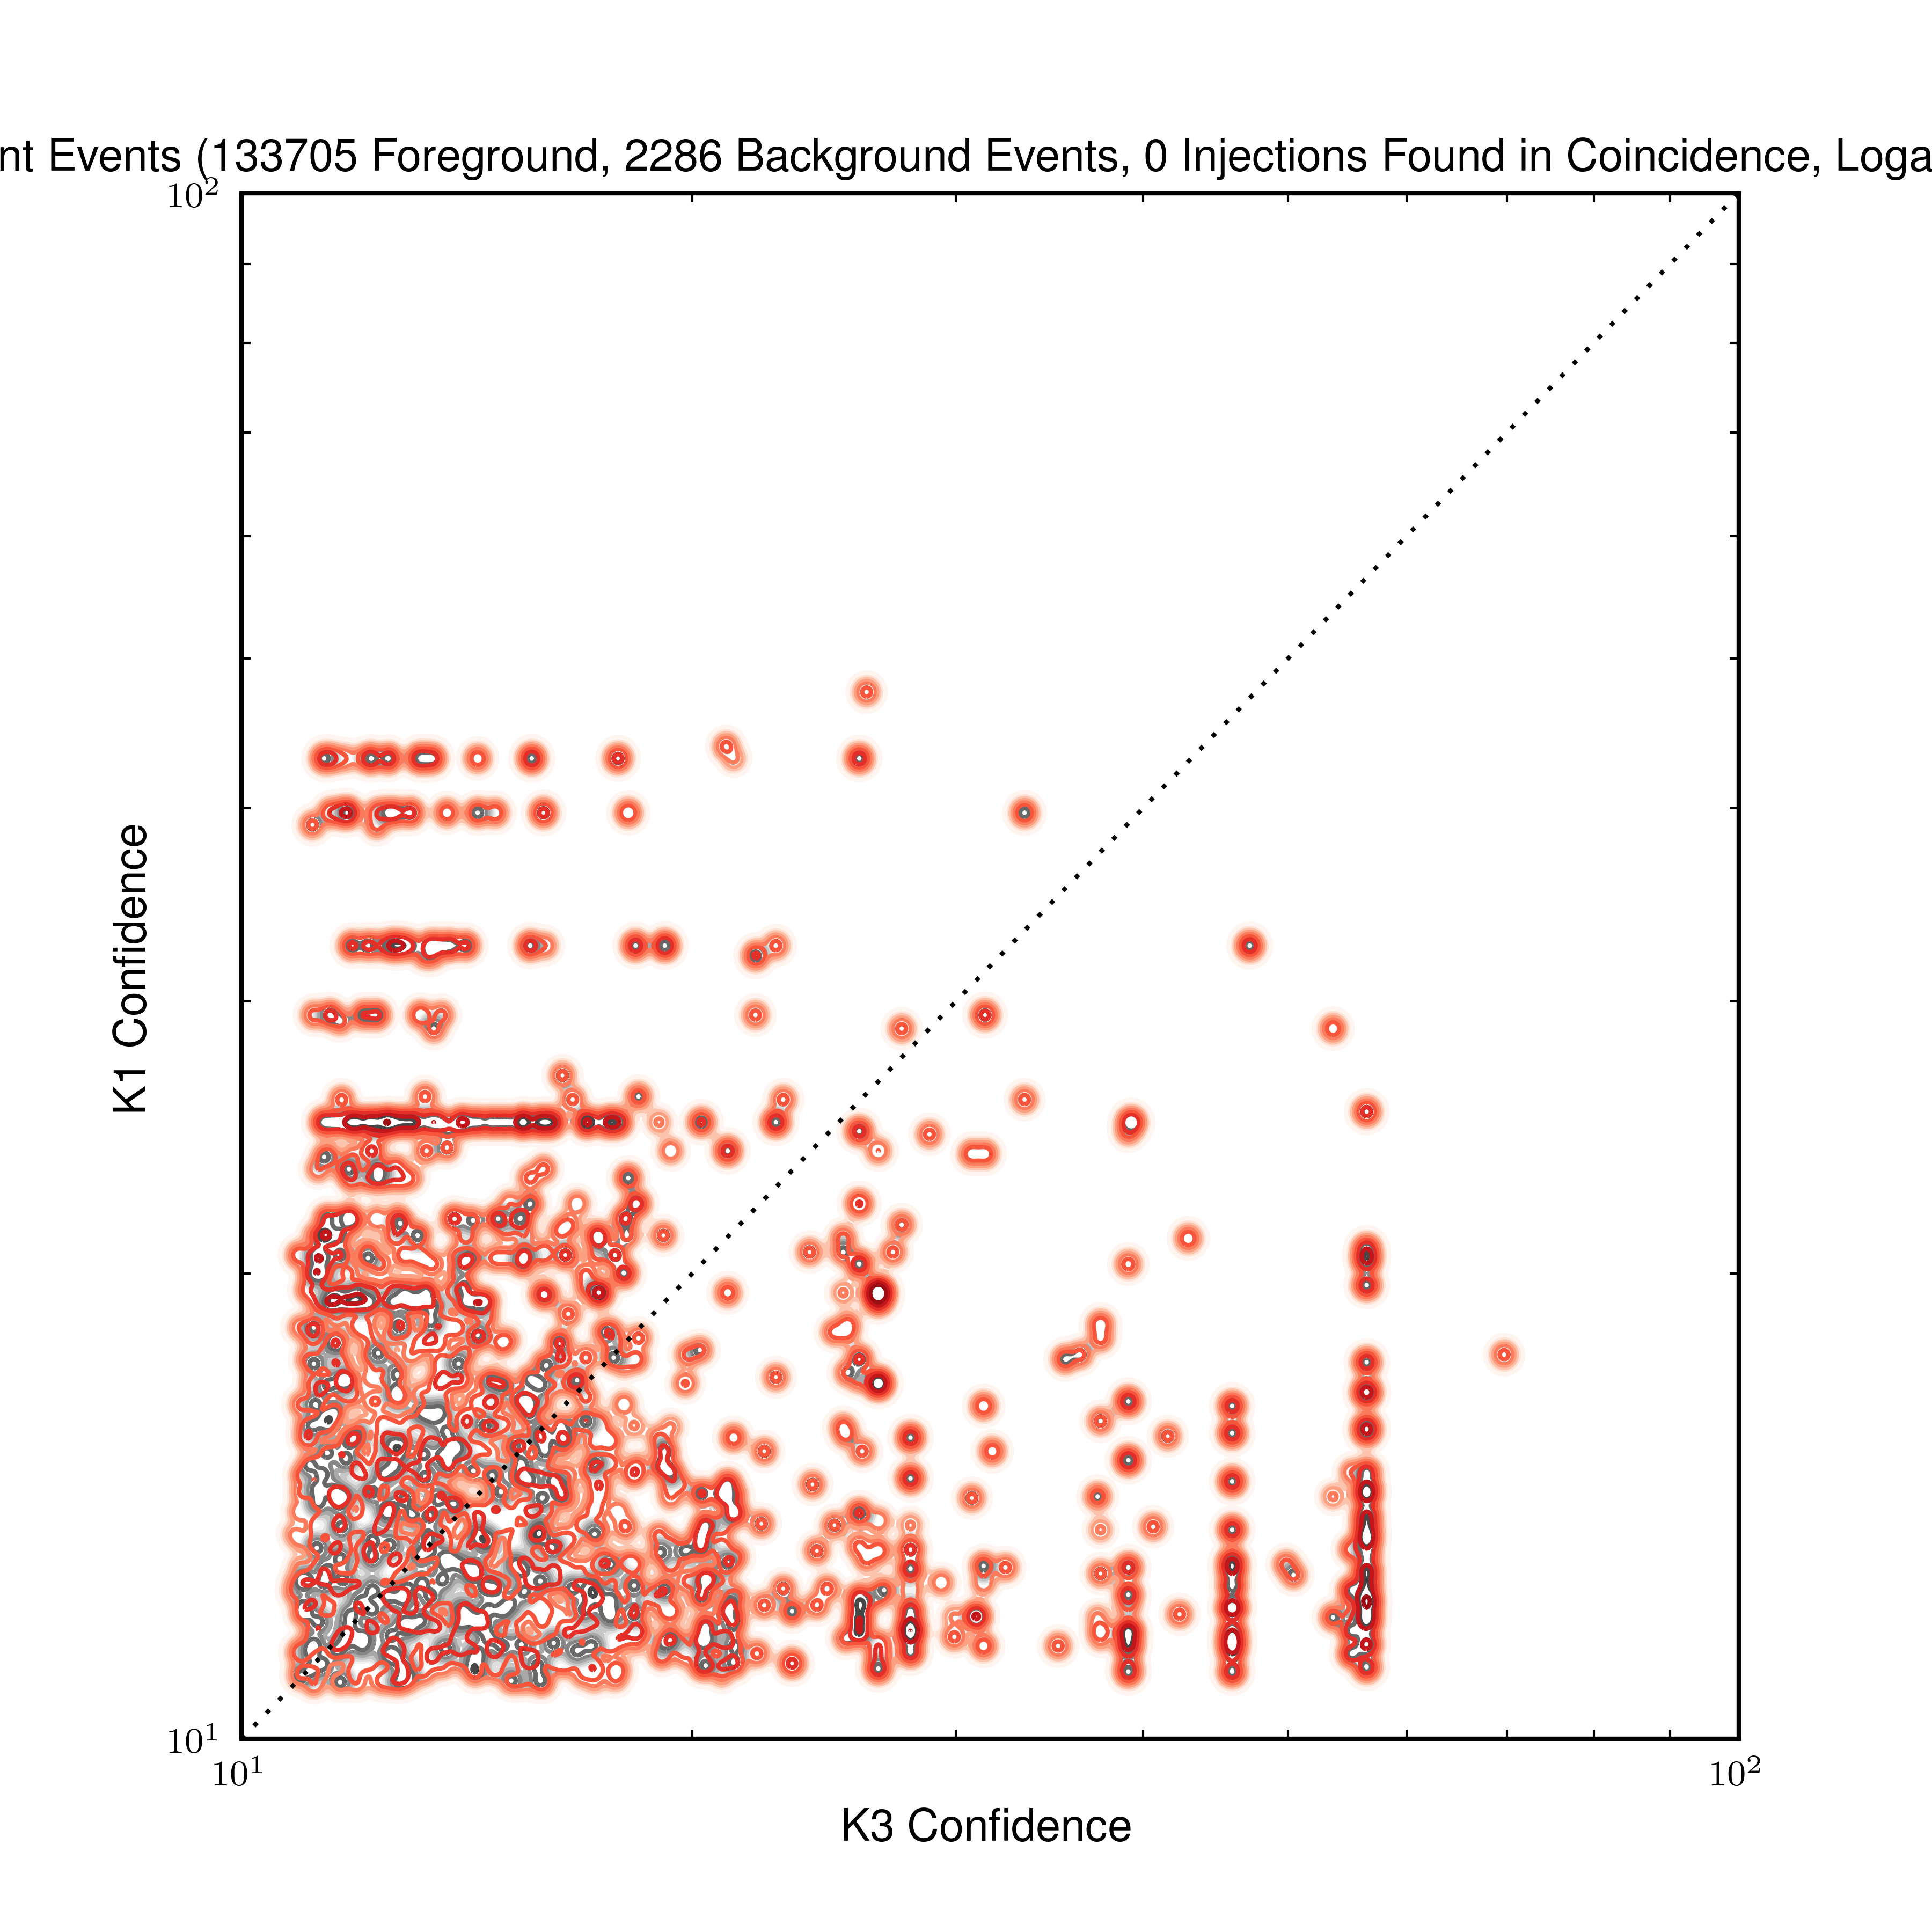 nt Events (133705 Foreground, 2286 Background Events, 0 Injections Found in Coincidence, Loga
10²
K1 Confidence
10¹
10¹ 10²
K3 Confidence